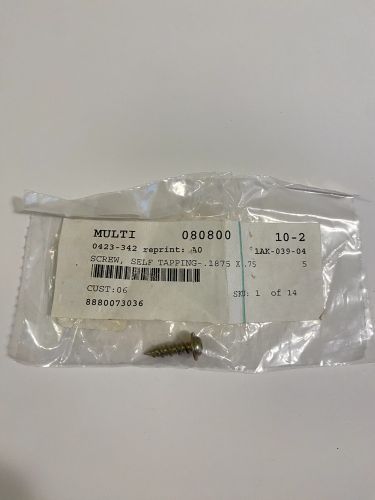 MULTI 080800 10-2
0423-342 reprint: A0 1AK-039-04
SCREW, SELF TAPPING-.1875 X .75 5
CUST:06
8880073036 SKU: 1 of 14